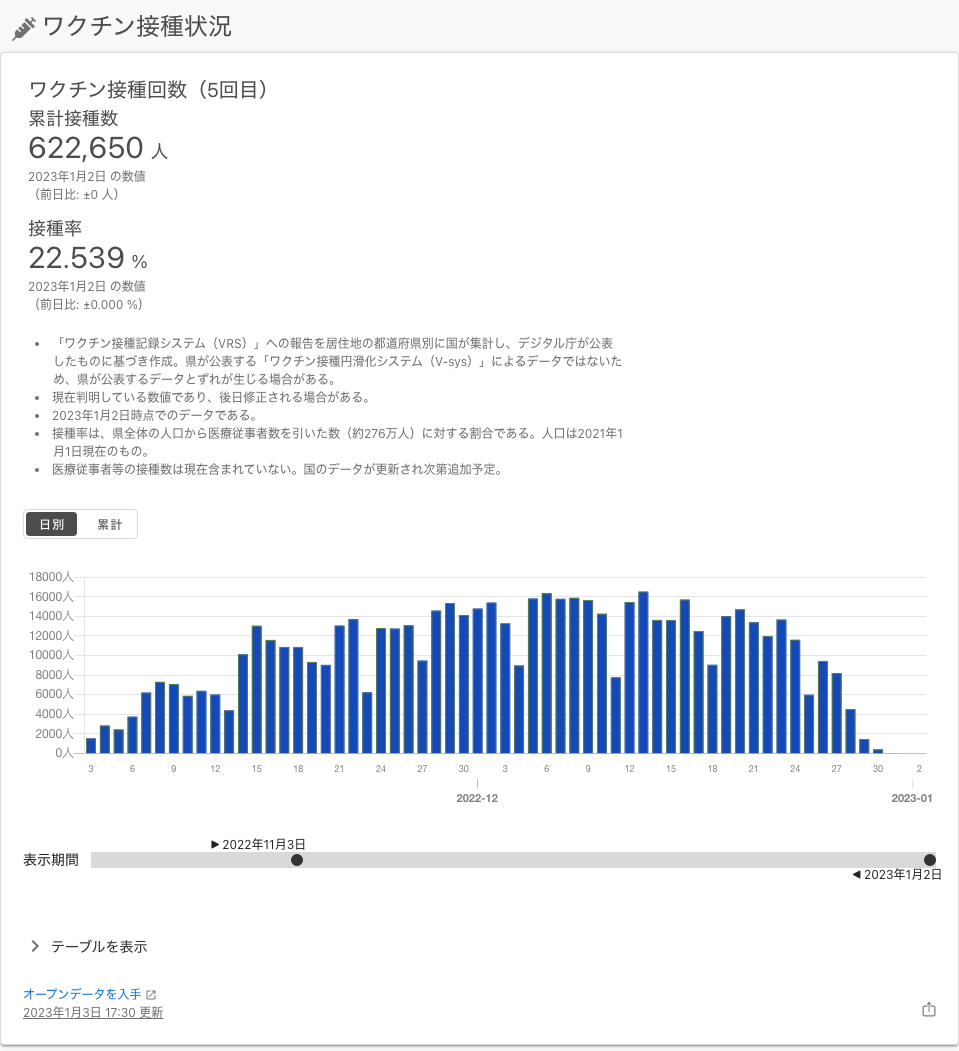 ワクチン接種状況
ワクチン接種回数（5回目）
累計接種数
622,650 人
2023年1月2日 の数値
（前日比: ±0 人）
接種率
22.539 %
2023年1月2日 の数値
（前日比: ±0.000 %）
• 「ワクチン接種記録システム（VRS）」への報告を居住地の都道府県別に国が集計し、デジタル庁が公表
したものに基づき作成。県が公表する「ワクチン接種円滑化システム（V-sys）」によるデータではないた
め、県が公表するデータとずれが生じる場合がある。
• 現在判明している数値であり、後日修正される場合がある。
• 2023年1月2日時点でのデータである。
• 接種率は、県全体の人口から医療従事者数を引いた数（約276万人）に対する割合である。人口は2021年1
月1日現在のもの。
• 医療従事者等の接種数は現在含まれていない。国のデータが更新され次第追加予定。
日別 累計
18000人
16000人
14000人
12000人
10000人
8000人
6000人
4000人
2000人
0人
3 6 9 12 15 18 21 24 27 30 3 6 9 12 15 18 21 24 27 30 2
2022-12 2023-01
2022年11月3日
表示期間
2023年1月2日
テーブルを表示
オープンデータを入手
2023年1月3日 17:30 更新